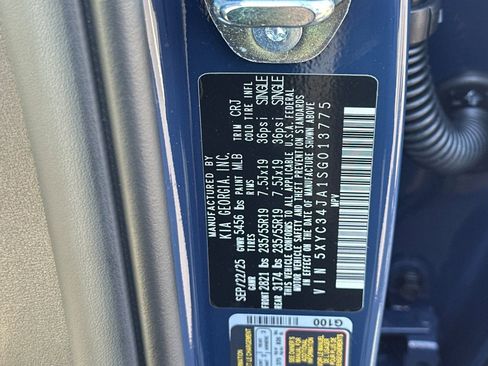 MANUFACTURED BY
KIA GEORGIA, INC.
SEP/22/25 GVWR 5456 lbs PAINT MLB TRIM CRJ
GAWR TIRES RIMS COLD TIRE INFL
FRONT 2821 lbs 235/55R19 7.5Jx19 36psi SINGLE
REAR 3174 lbs 235/55R19 7.5Jx19 36psi SINGLE
THIS VEHICLE CONFORMS TO ALL APPLICABLE U.S.A. FEDERAL
MOTOR VEHICLE SAFETY, BUMPER, AND THEFT PREVENTION STANDARDS
IN EFFECT ON THE DATE OF MANUFACTURE SHOWN ABOVE
VIN 5XYC34JA1SG013775
MPV
G100